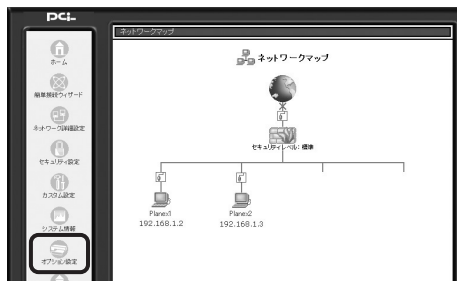 PCi.
ネットワークマップ
ホーム
簡単接続ウィザード
ネットワーク詳細設定
セキュリティ設定
カスタム設定
システム情報
オプション設定
ネットワークマップ
セキュリティレベル: 標準
Planex1
192.168.1.2
Planex2
192.168.1.3